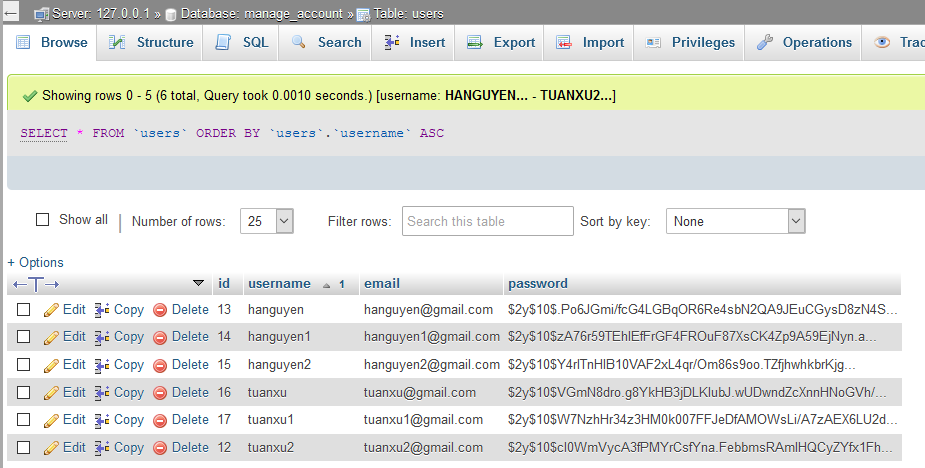 Server: 127.0.0.1 » Database: manage_account » Table: users
Browse Structure SQL Search Insert Export Import Privileges Operations Trac
Showing rows 0 - 5 (6 total, Query took 0.0010 seconds.) [username: HANGUYEN... - TUANXU2...]
SELECT * FROM `users` ORDER BY `users`.`username` ASC
Show all | Number of rows: 25 Filter rows: Search this table Sort by key: None
+ Options
←T→ id username 1 email password
Edit Copy Delete 13 hanguyen hanguyen@gmail.com $2y$10$.Po6JGmi/fcG4LGBqOR6Re4sbN2QA9JEuCGysD8zN4S...
Edit Copy Delete 14 hanguyen1 hanguyen1@gmail.com $2y$10$zA76r59TEhlEfFrGF4FROuF87XsCK4Zp9A59EjNyn.a...
Edit Copy Delete 15 hanguyen2 hanguyen2@gmail.com $2y$10$Y4rlTnHlB10VAF2xL4qr/Om86s9oo.TZfjhwhkbrKjg...
Edit Copy Delete 16 tuanxu tuanxu@gmail.com $2y$10$VGmN8dro.g8YkHB3jDLKlubJ.wUDwndZcXnnHNoGVh/...
Edit Copy Delete 17 tuanxu1 tuanxu1@gmail.com $2y$10$W7NzhHr34z3HM0k007FFJeDfAMOWsLi/A7zAEX6LU2d...
Edit Copy Delete 12 tuanxu2 tuanxu2@gmail.com $2y$10$cl0WmVycA3fPMYrCsfYna.FebbmsRAmlHQCyZYfx1Fh...